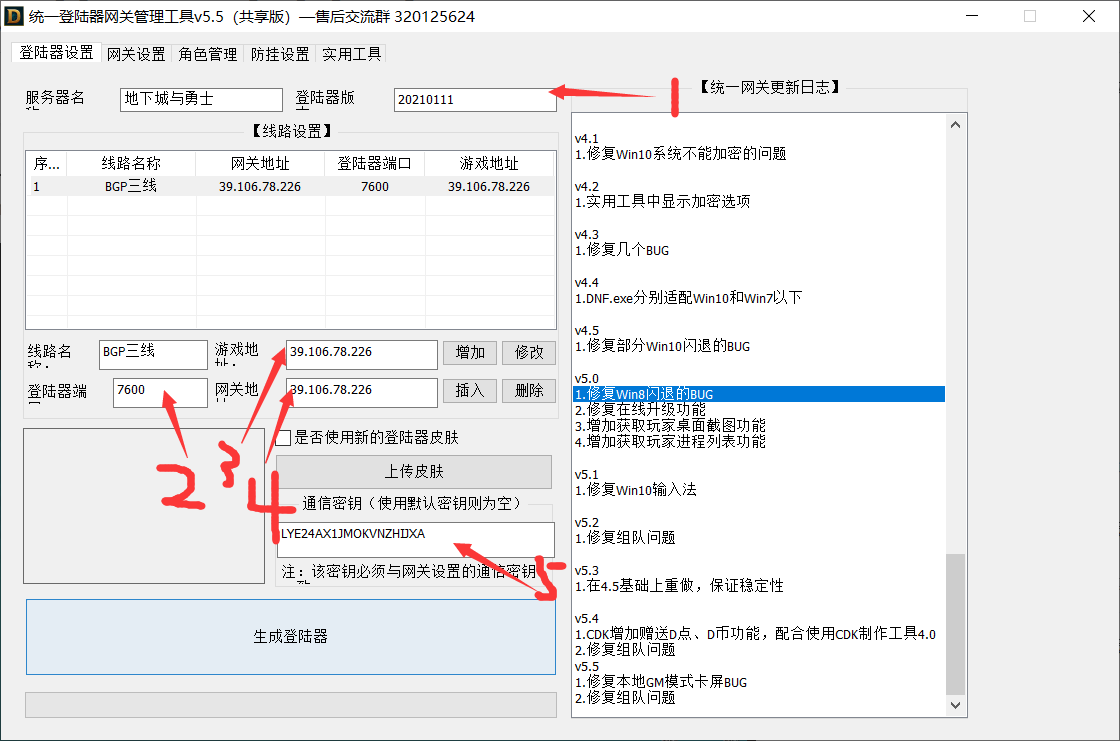 统一登陆器网关管理工具v5.5（共享版）—售后交流群 320125624
登陆器设置 网关设置 角色管理 防挂设置 实用工具
服务器名 地下城与勇士 登陆器版 20210111
1
【线路设置】
序... 线路名称 网关地址 登陆器端口 游戏地址
1 BGP三线 39.106.78.226 7600 39.106.78.226
线路名 BGP三线 游戏地 39.106.78.226 增加 修改
登陆器端 7600 网关地 39.106.78.226 插入 删除
2
3
4
是否使用新的登陆器皮肤
上传皮肤
通信密钥（使用默认密钥则为空）
LYE24AX1JMOKVNZHIJXA
5
注：该密钥必须与网关设置的通信密钥
生成登陆器
【统一网关更新日志】
v4.1
1.修复Win10系统不能加密的问题
v4.2
1.实用工具中显示加密选项
v4.3
1.修复几个BUG
v4.4
1.DNF.exe分别适配Win10和Win7以下
v4.5
1.修复部分Win10闪退的BUG
v5.0
1.修复Win8闪退的BUG
2.修复在线升级功能
3.增加获取玩家桌面截图功能
4.增加获取玩家进程列表功能
v5.1
1.修复Win10输入法
v5.2
1.修复组队问题
v5.3
1.在4.5基础上重做，保证稳定性
v5.4
1.CDK增加赠送D点、D币功能，配合使用CDK制作工具4.0
2.修复组队问题
v5.5
1.修复本地GM模式卡屏BUG
2.修复组队问题